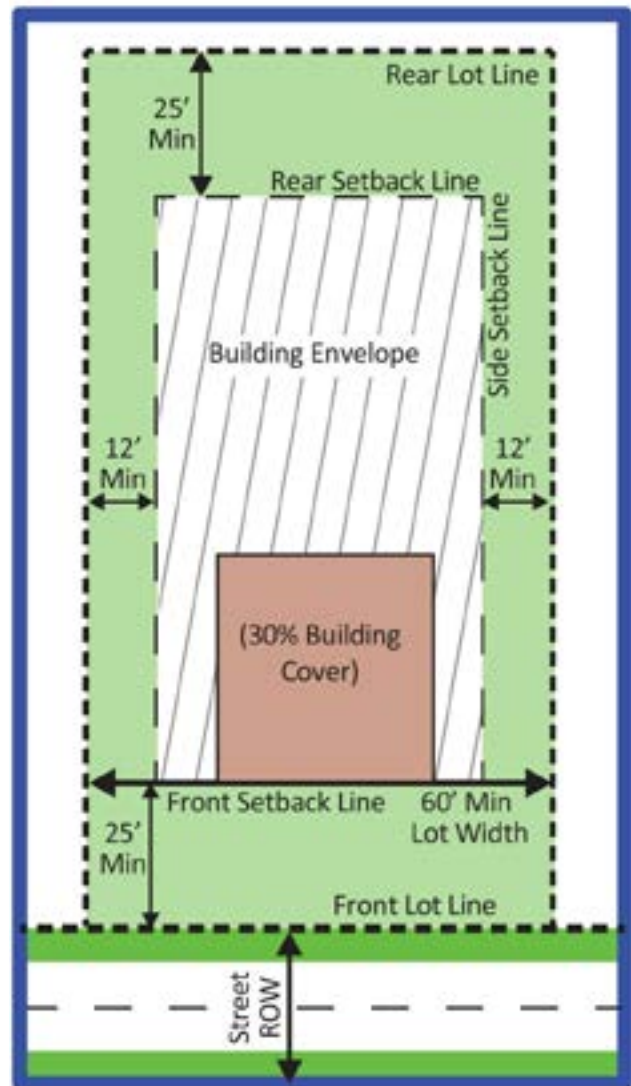 Rear Lot Line
25'
Min
Rear Setback Line
Side Setback Line
Building Envelope
12'
Min
12'
Min
(30% Building
Cover)
Front Setback Line
60' Min
Lot Width
25'
Min
Front Lot Line
Street
ROW